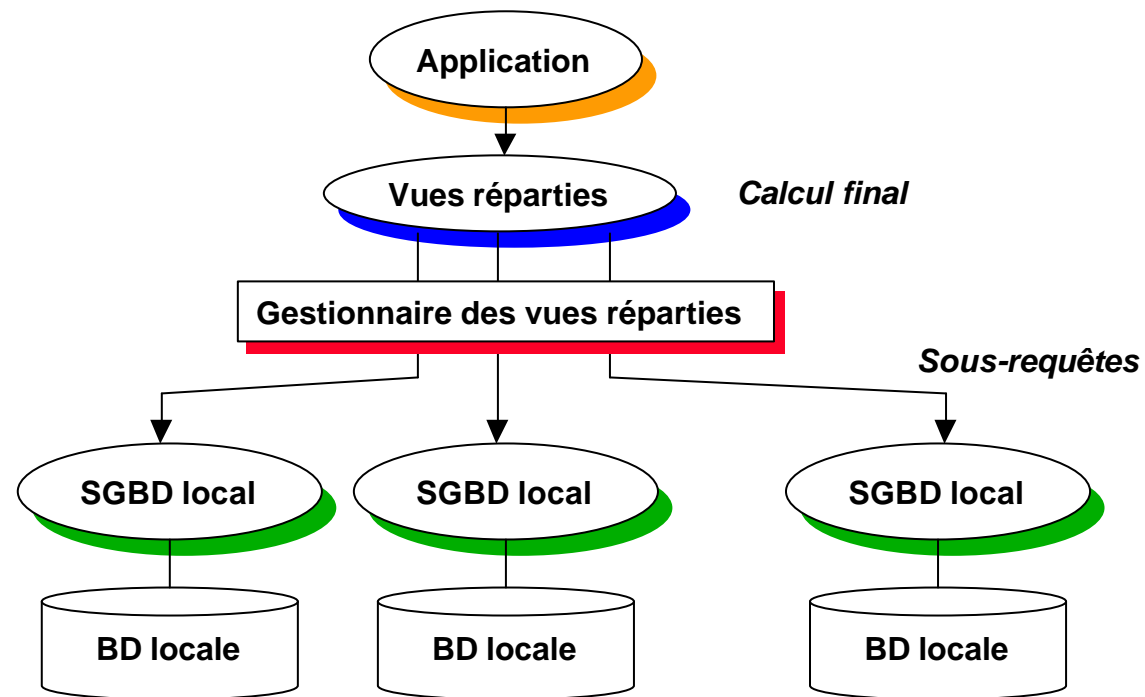 Application
Vues réparties
Calcul final
Gestionnaire des vues réparties
Sous-requêtes
SGBD local
SGBD local
SGBD local
BD locale
BD locale
BD locale